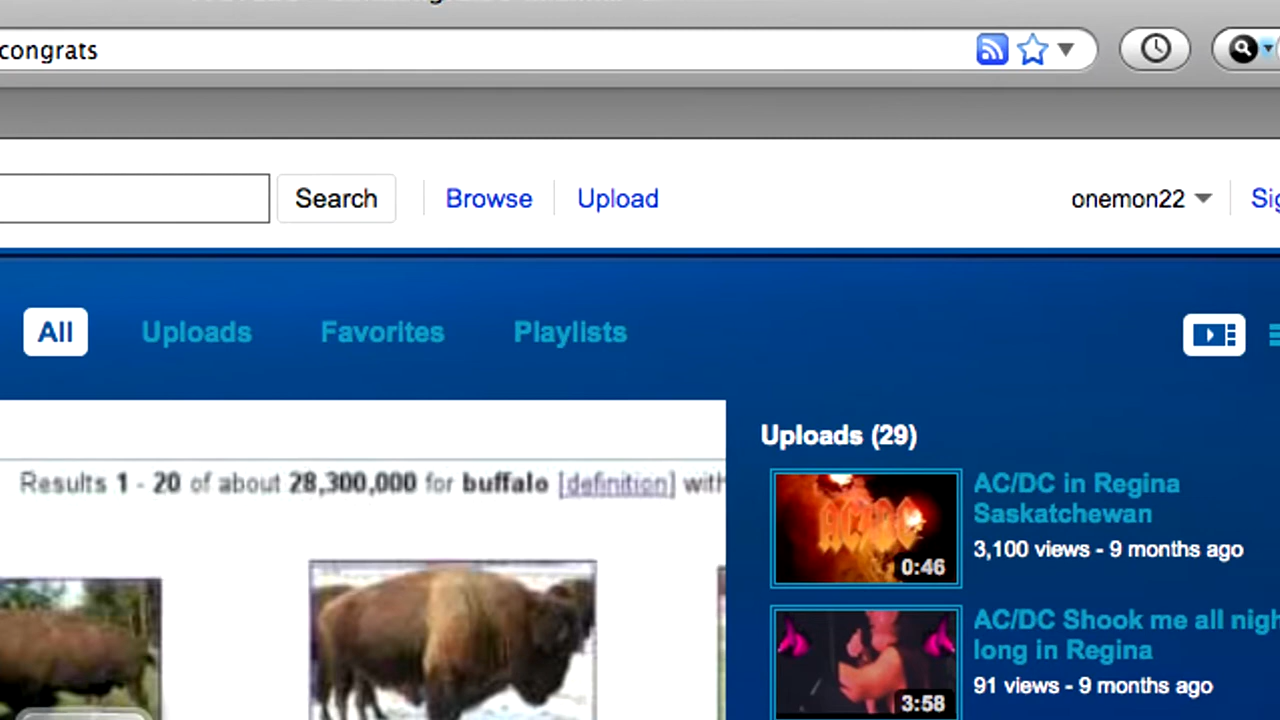 congrats
Search
Browse
Upload
onemon22
All
Uploads
Favorites
Playlists
Uploads (29)
Results 1 - 20 of about 28,300,000 for buffalo [definition] with
AC/DC
0:46
AC/DC in Regina
Saskatchewan
3,100 views - 9 months ago
3:58
AC/DC Shook me all nigh
long in Regina
91 views - 9 months ago